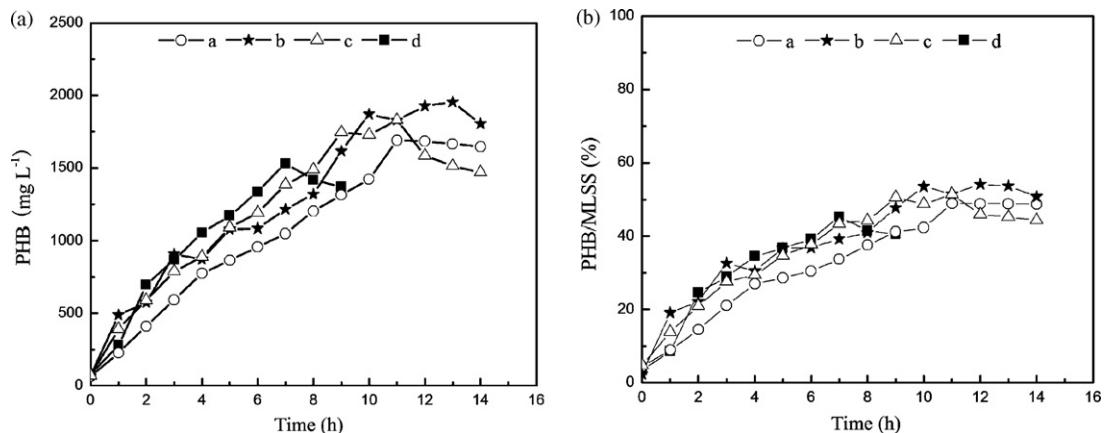 (a)
2500
2000
1500
1000
500
0
PHB (mg L⁻¹)
a b c d
0 2 4 6 8 10 12 14 16
Time (h)
(b)
100
80
60
40
20
0
PHB/MLSS (%)
a b c d
0 2 4 6 8 10 12 14 16
Time (h)